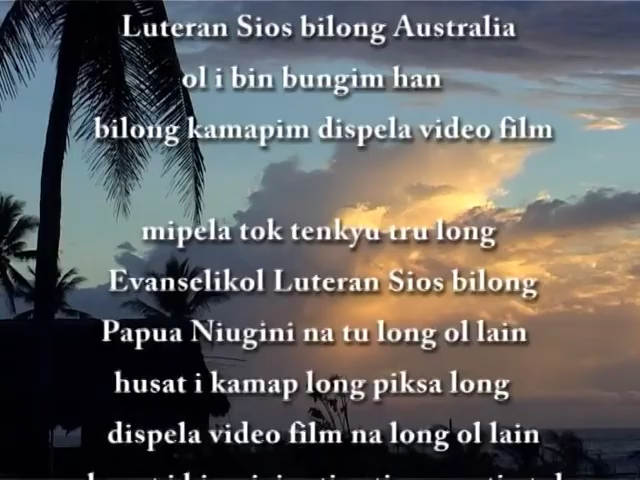 Luteran Sios bilong Australia
ol i bin bungim han
bilong kamapim dispela video film
mipela tok tenkyu tru long
Evanselikol Luteran Sios bilong
Papua Niugini na tu long ol lain
husat i kamap long piksa long
dispela video film na long ol lain